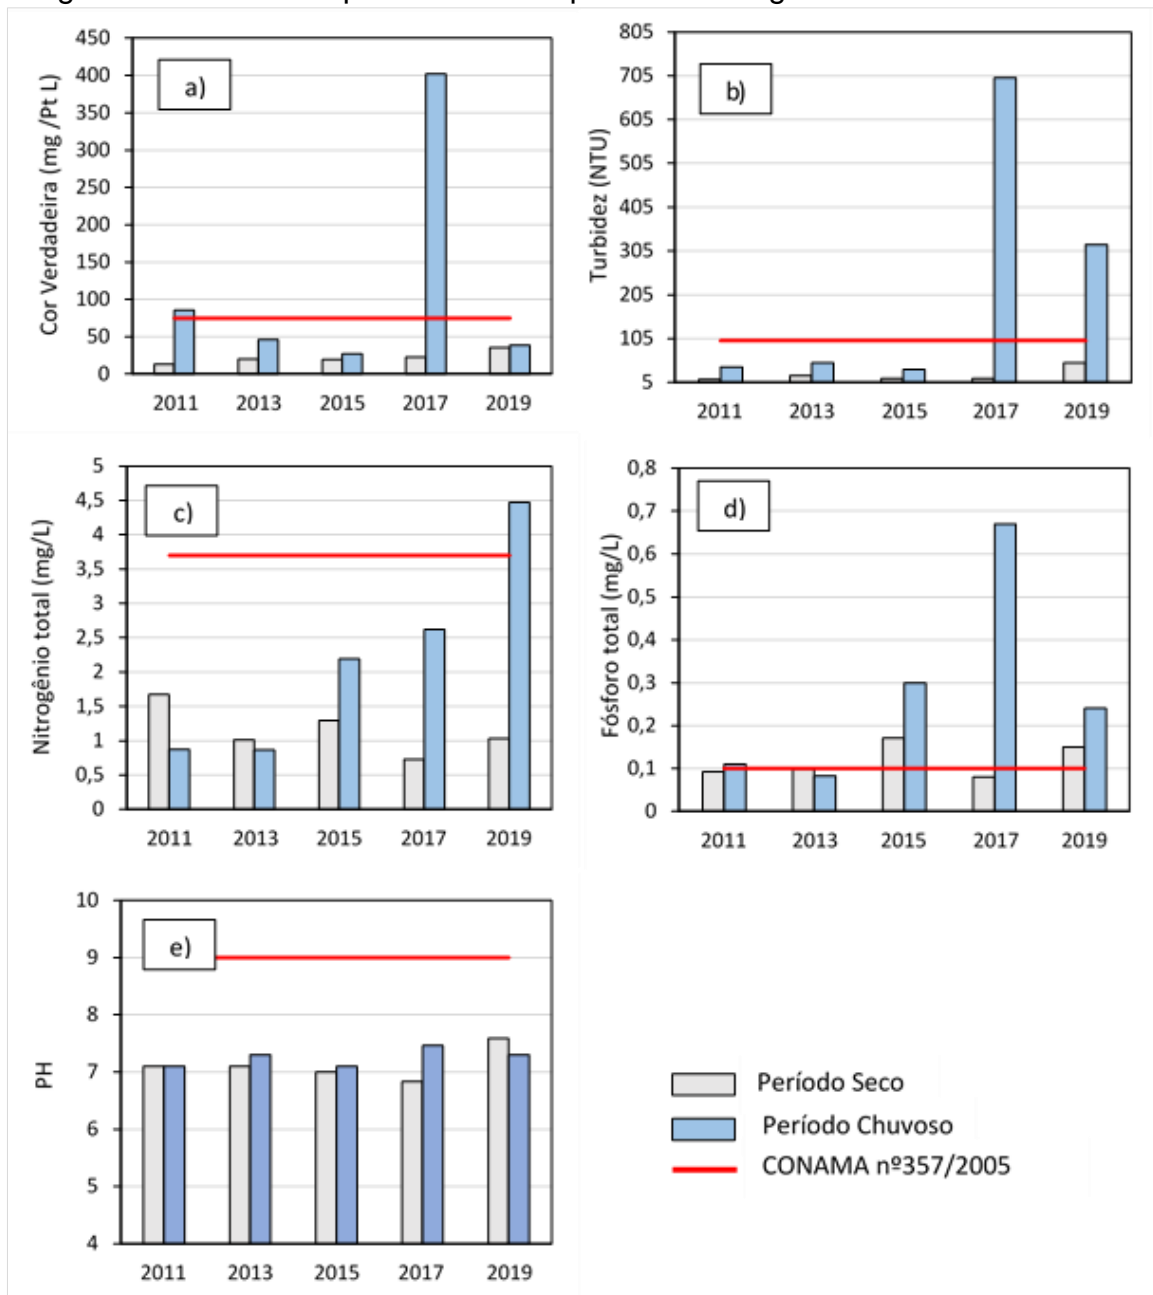 450
400
350
300
250
200
150
100
50
0
Cor Verdadeira (mg /Pt L)
a)
2011 2013 2015 2017 2019
805
705
605
505
405
305
205
105
5
Turbidez (NTU)
b)
2011 2013 2015 2017 2019
5
4,5
4
3,5
3
2,5
2
1,5
1
0,5
0
Nitrogênio total (mg/L)
c)
2011 2013 2015 2017 2019
0,8
0,7
0,6
0,5
0,4
0,3
0,2
0,1
0
Fósforo total (mg/L)
d)
2011 2013 2015 2017 2019
10
9
8
7
6
5
4
PH
e)
2011 2013 2015 2017 2019
Período Seco
Período Chuvoso
CONAMA nº357/2005